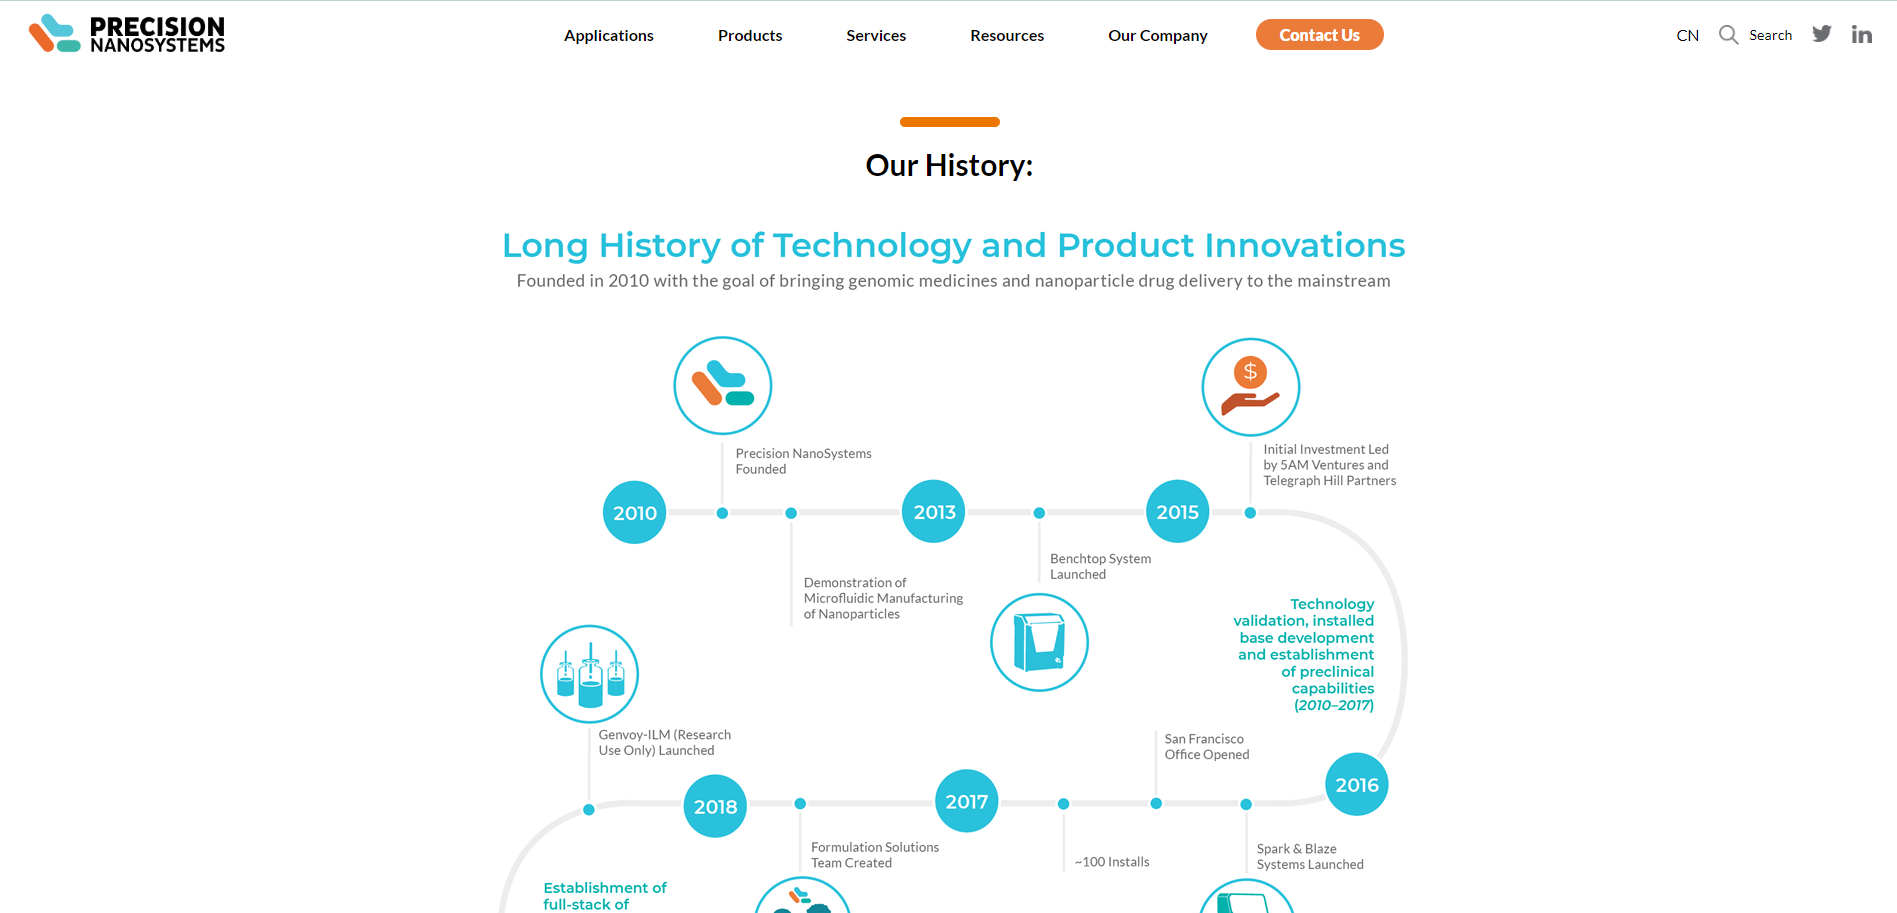 PRECISION
NANOSYSTEMS
Applications
Products
Services
Resources
Our Company
Contact Us
CN
Search
Our History:
Long History of Technology and Product Innovations
Founded in 2010 with the goal of bringing genomic medicines and nanoparticle drug delivery to the mainstream
$
Precision NanoSystems
Founded
Initial Investment Led
by 5AM Ventures and
Telegraph Hill Partners
2010
2013
2015
Demonstration of
Microfluidic Manufacturing
of Nanoparticles
Benchtop System
Launched
Technology
validation, installed
base development
and establishment
of preclinical
capabilities
(2010–2017)
Genvoy-ILM (Research
Use Only) Launched
San Francisco
Office Opened
2018
2017
2016
Formulation Solutions
Team Created
~100 Installs
Spark & Blaze
Systems Launched
Establishment of
full-stack of